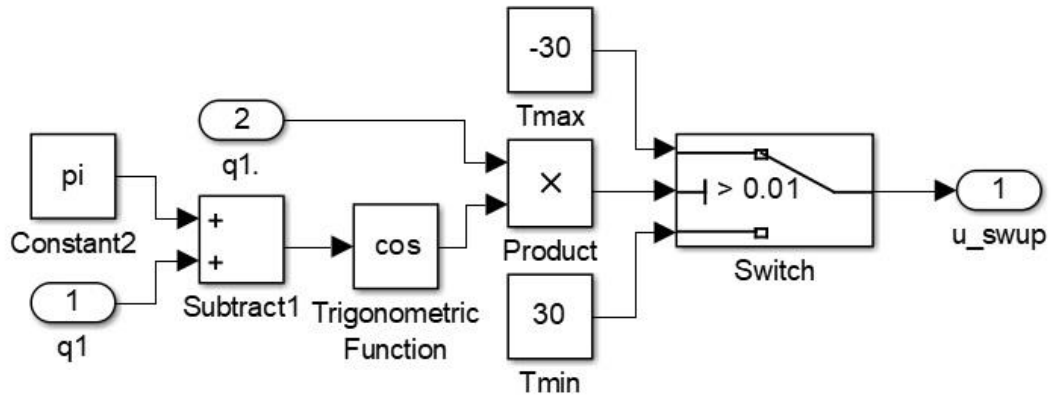 -30
Tmax
2
q1.
pi
Constant2
+
+
Subtract1
1
q1
cos
Trigonometric
Function
×
Product
30
Tmin
> 0.01
Switch
1
u_swup